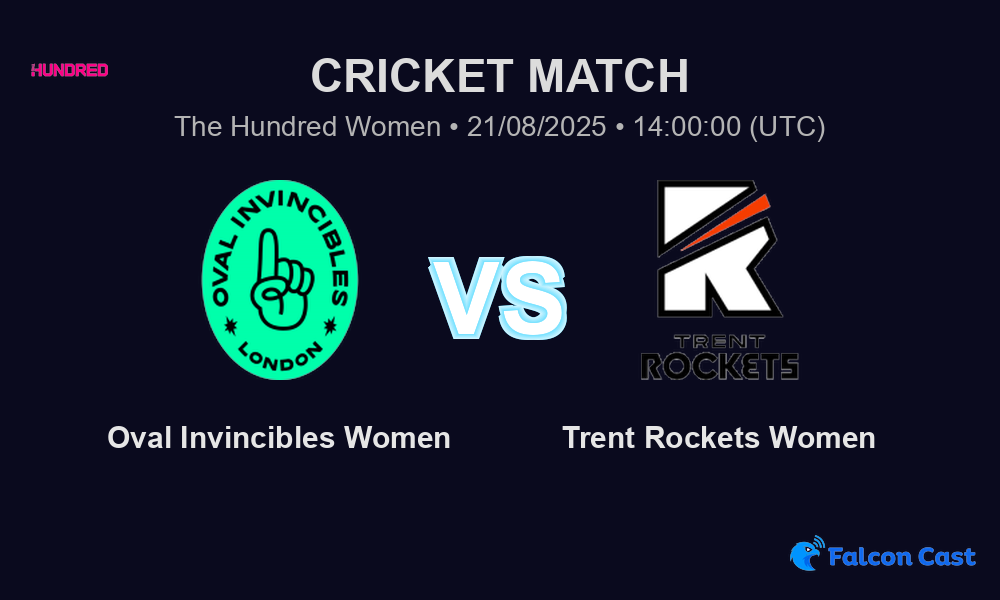 HUNDRED
CRICKET MATCH
The Hundred Women • 21/08/2025 • 14:00:00 (UTC)
OVAL INVINCIBLES
LONDON
VS
TRENT
ROCKETS
Oval Invincibles Women
Trent Rockets Women
Falcon Cast